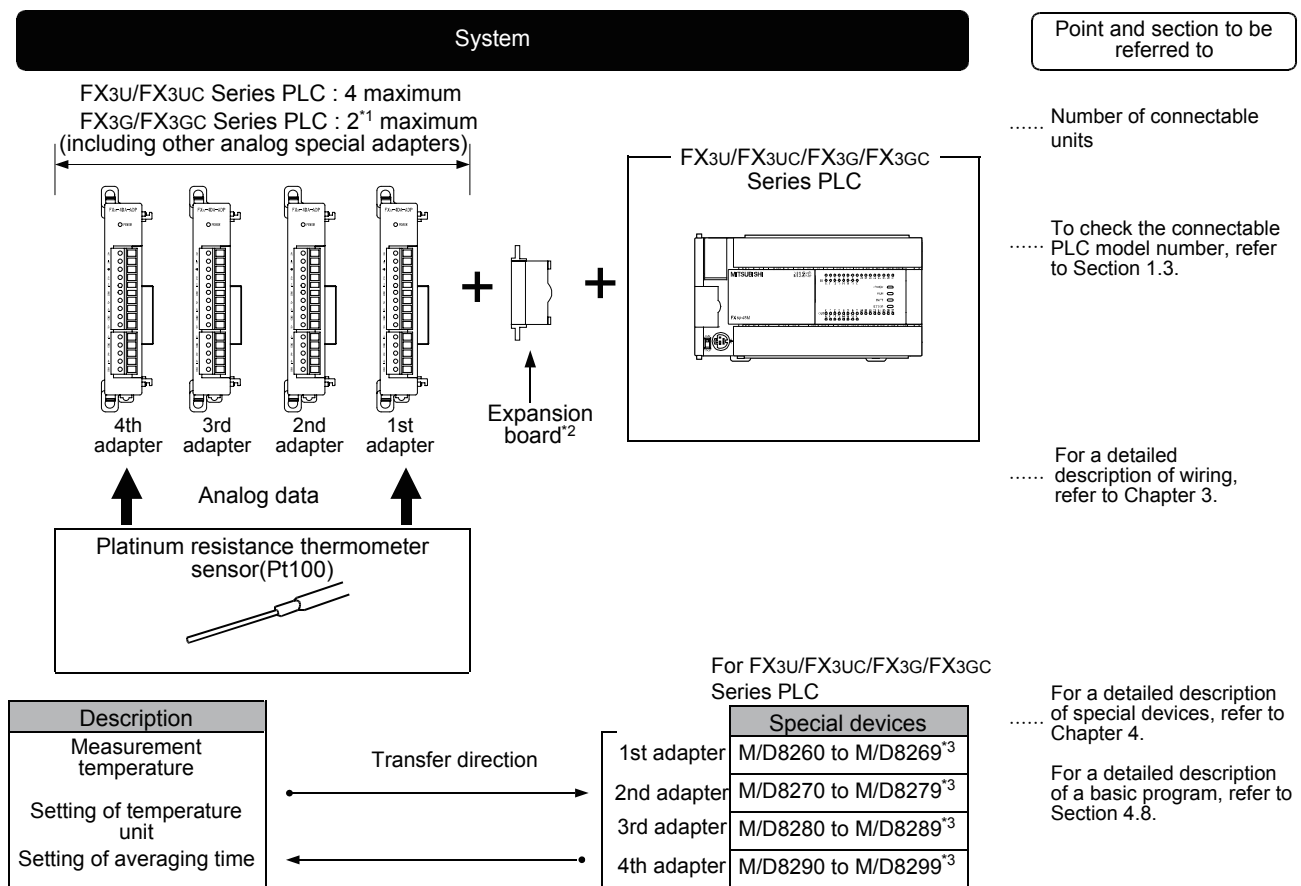 System
Point and section to be
referred to
FX3U/FX3UC Series PLC : 4 maximum
FX3G/FX3GC Series PLC : 2*1 maximum
(including other analog special adapters)
FX3U/FX3UC/FX3G/FX3GC
Series PLC
MITSUBISHI
4th
adapter
3rd
adapter
2nd
adapter
1st
adapter
Expansion
board*2
Analog data
Platinum resistance thermometer
sensor(Pt100)
...... Number of connectable
units
To check the connectable
...... PLC model number, refer
to Section 1.3.
For a detailed
...... description of wiring,
refer to Chapter 3.
For FX3U/FX3UC/FX3G/FX3GC
Series PLC
Description
Measurement
temperature
Setting of temperature
unit
Setting of averaging time
Transfer direction
Special devices
1st adapter M/D8260 to M/D8269*3
2nd adapter M/D8270 to M/D8279*3
3rd adapter M/D8280 to M/D8289*3
4th adapter M/D8290 to M/D8299*3
For a detailed description
...... of special devices, refer to
Chapter 4.
For a detailed description
of a basic program, refer to
Section 4.8.